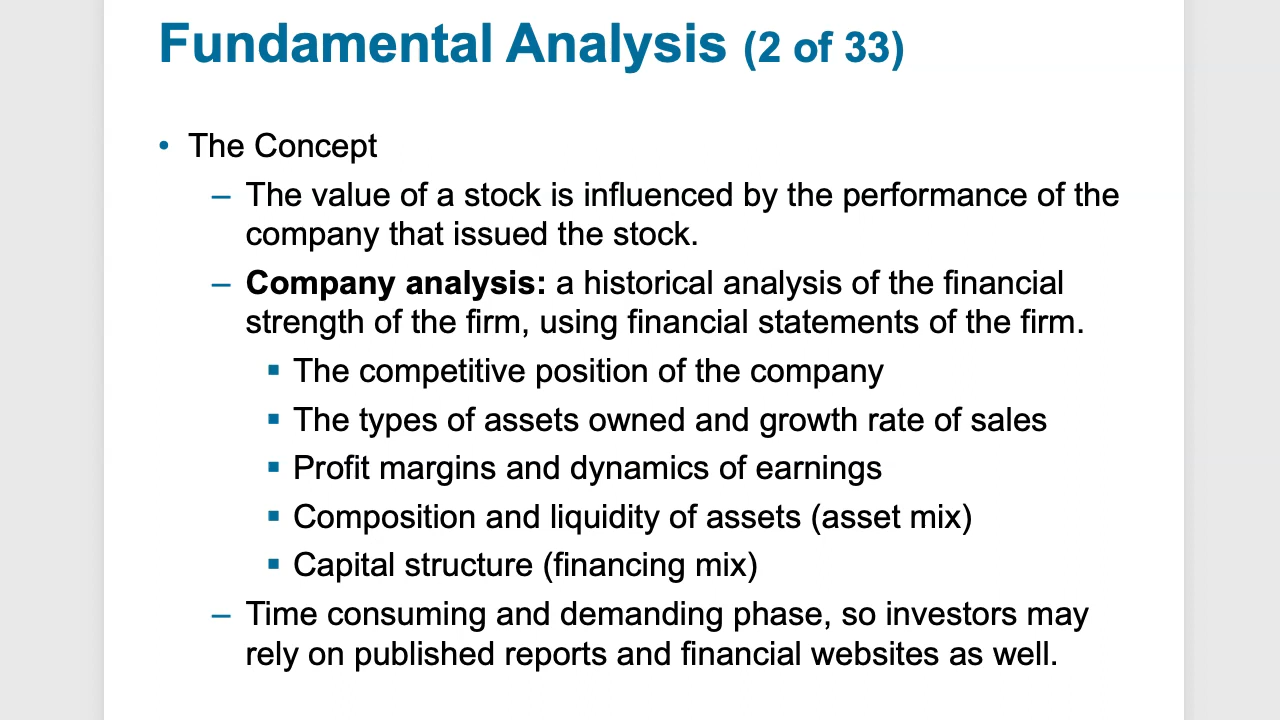 Fundamental Analysis (2 of 33)
• The Concept
– The value of a stock is influenced by the performance of the
company that issued the stock.
– Company analysis: a historical analysis of the financial
strength of the firm, using financial statements of the firm.
▪ The competitive position of the company
▪ The types of assets owned and growth rate of sales
▪ Profit margins and dynamics of earnings
▪ Composition and liquidity of assets (asset mix)
▪ Capital structure (financing mix)
– Time consuming and demanding phase, so investors may
rely on published reports and financial websites as well.